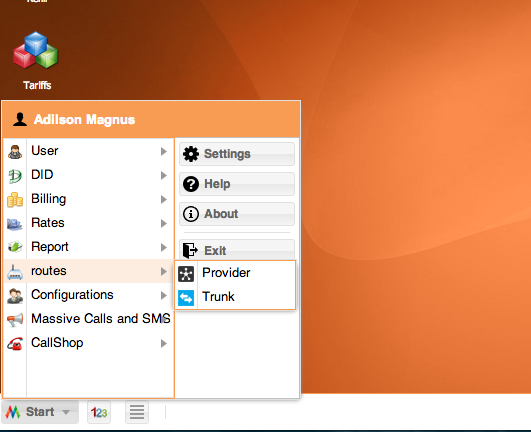 Tariffs
Adilson Magnus
User
DID
Billing
Rates
Report
routes
Configurations
Massive Calls and SMS
CallShop
Settings
Help
About
Exit
Provider
Trunk
Start
123